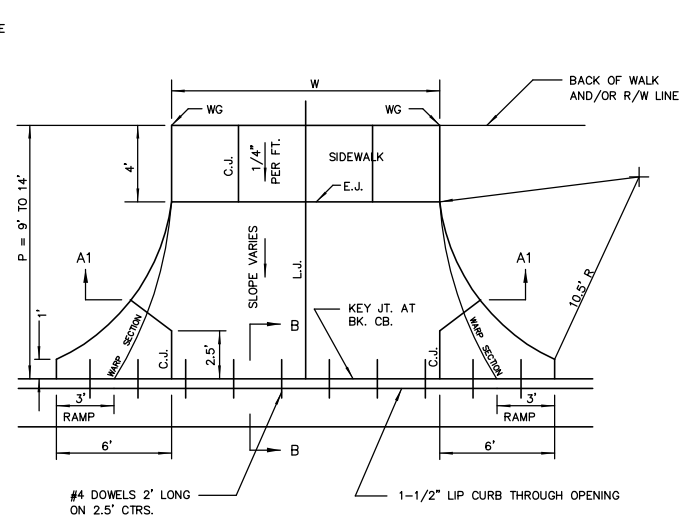 E
W
BACK OF WALK
AND/OR R/W LINE
WG
WG
P = 9' TO 14'
4'
C.J.
1/4"
PER FT.
SIDEWALK
E.J.
A1
A1
SLOPE VARIES
L.J.
10.5' R
1'
KEY JT. AT
BK. CB.
WARP SECTION
C.J.
2.5'
B
C.J.
WARP SECTION
3'
RAMP
3'
RAMP
6'
B
6'
#4 DOWELS 2' LONG
ON 2.5' CTRS.
1-1/2" LIP CURB THROUGH OPENING